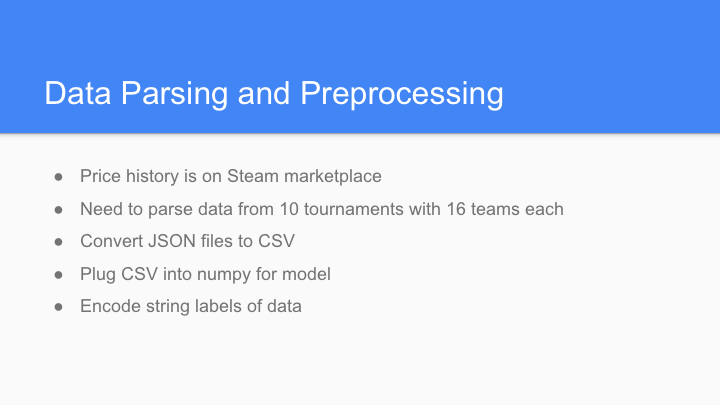 Data Parsing and Preprocessing
● Price history is on Steam marketplace
● Need to parse data from 10 tournaments with 16 teams each
● Convert JSON files to CSV
● Plug CSV into numpy for model
● Encode string labels of data